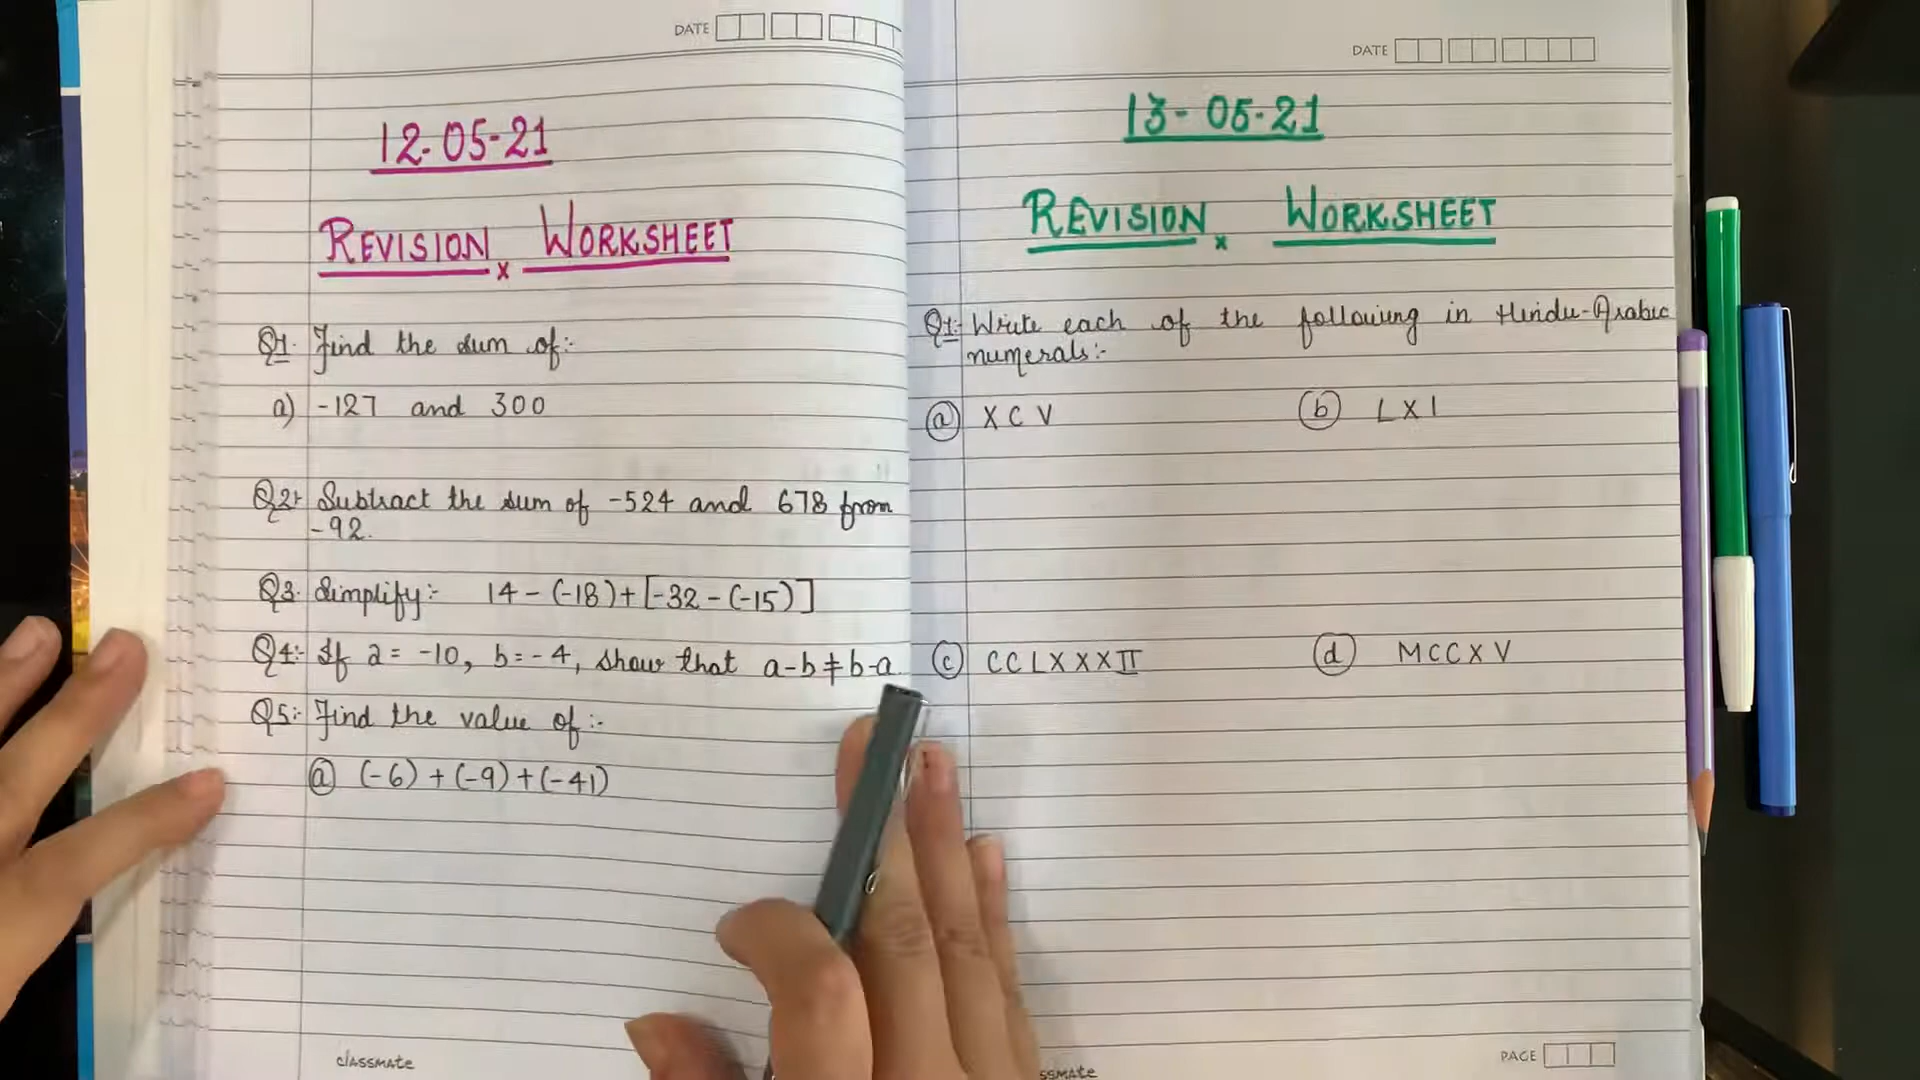 DATE
12-05-21
REVISION x WORKSHEET
Q1. Find the sum of:-
a) -127 and 300
Q2:- Subtract the sum of -524 and 678 from
-92.
Q3. Simplify:- 14 - (-18) + [-32 - (-15)]
Q4:- If a = -10, b = -4, show that a-b ≠ b-a.
Q5:- Find the value of:-
ⓐ (-6) + (-9) + (-41)
classmate
DATE
13-05-21
REVISION x WORKSHEET
Q1:- Write each of the following in Hindu-Arabic
numerals:-
ⓐ XCV ⓑ LXI
ⓒ CCLXXXII ⓓ MCCXV
PAGE
ssmate